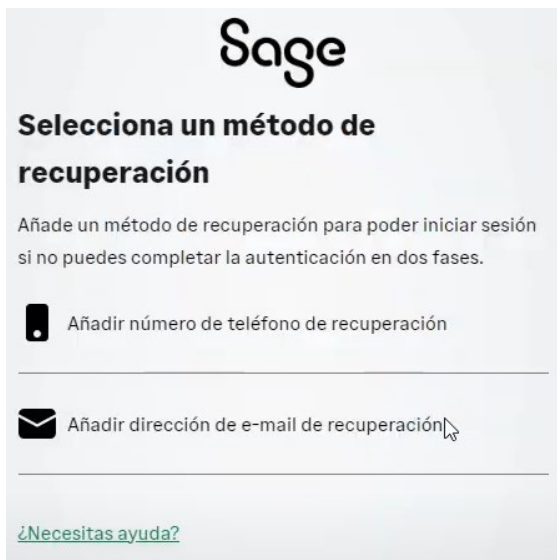 Sage
Selecciona un método de
recuperación
Añade un método de recuperación para poder iniciar sesión
si no puedes completar la autenticación en dos fases.
Añadir número de teléfono de recuperación
Añadir dirección de e-mail de recuperación
¿Necesitas ayuda?